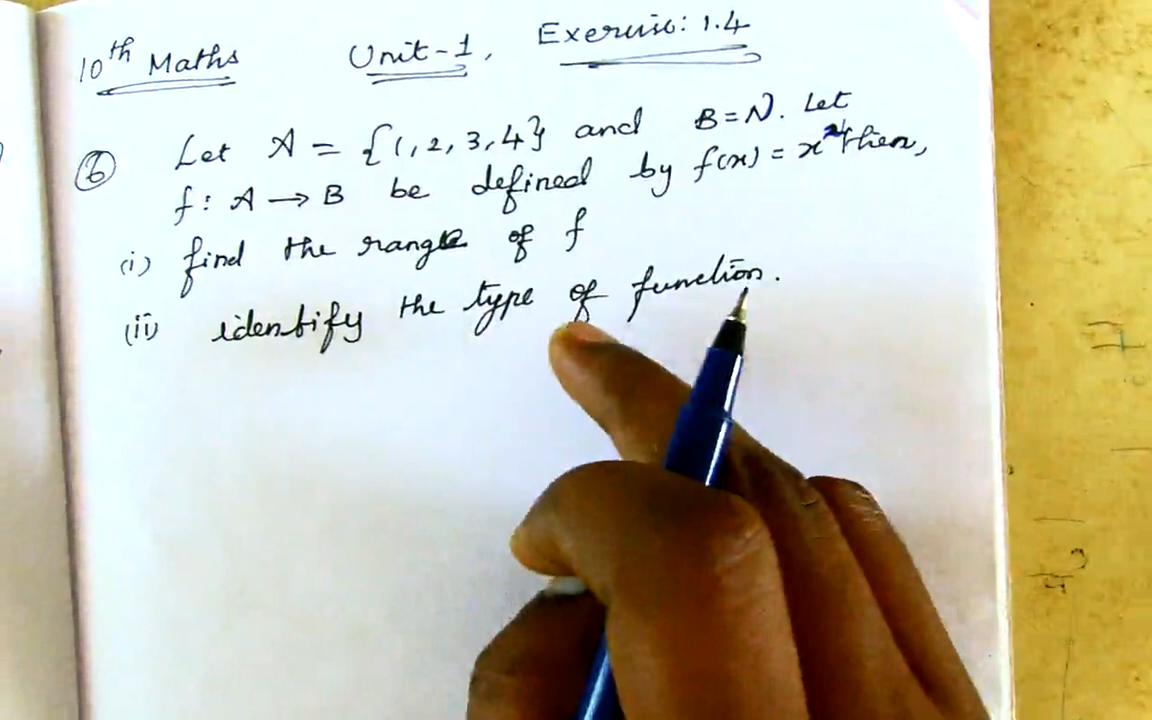 10th Maths Unit-1, Exercise: 1.4
⑥ Let A = {1, 2, 3, 4} and B = N. Let
f : A → B be defined by f(x) = x³ then,
(i) find the range of f
(ii) identify the type of function.